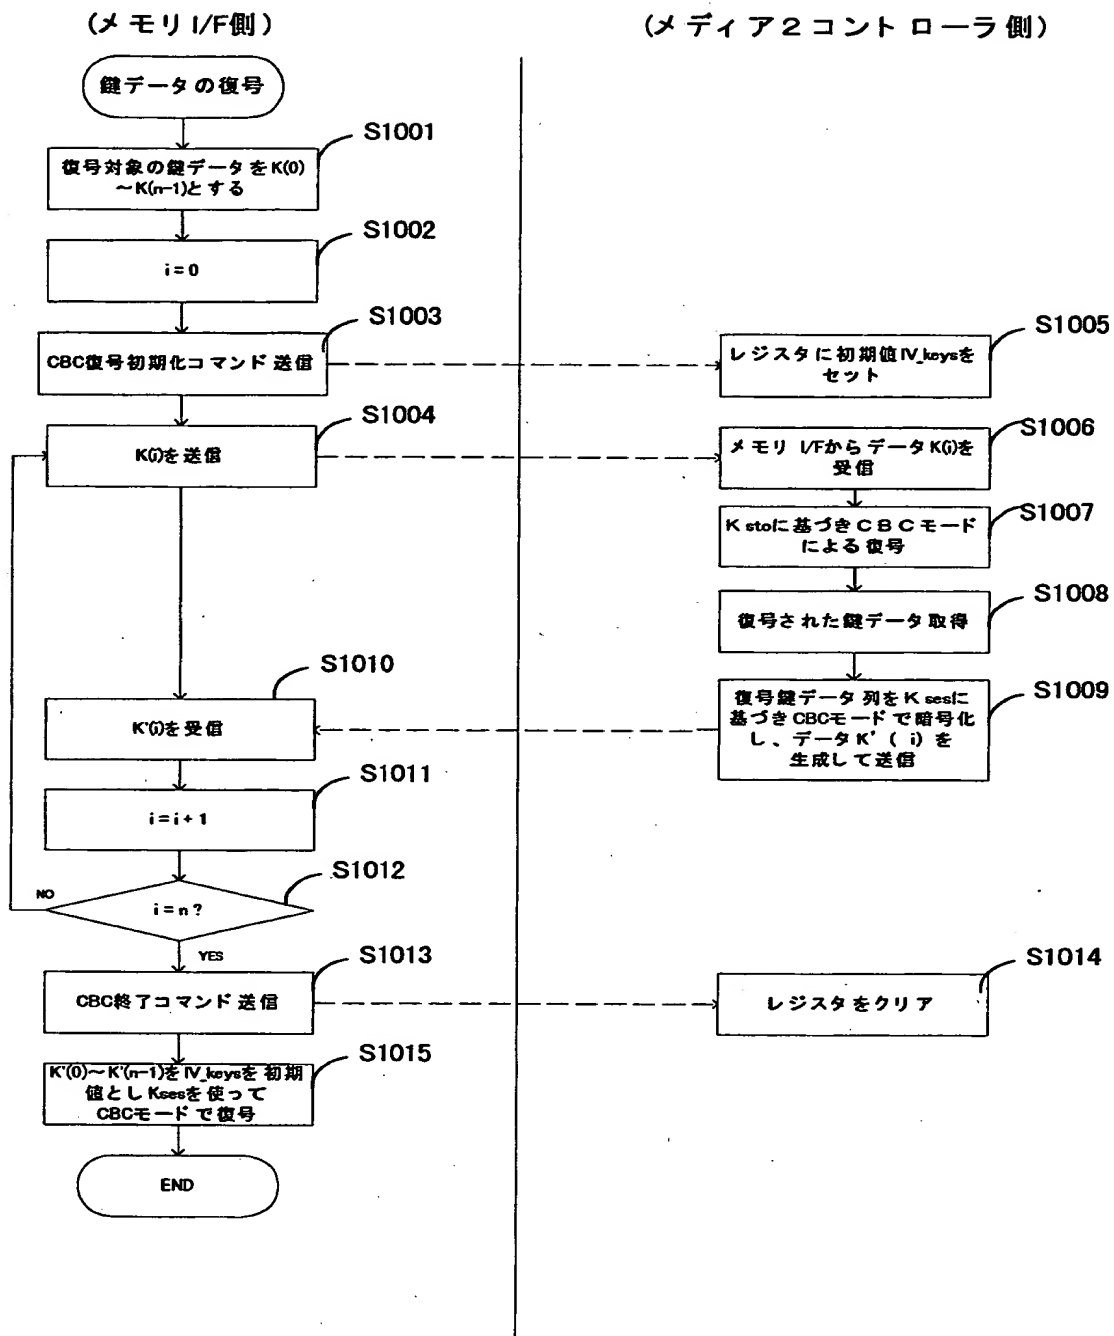 (メモリI/F側)
(メディア2コントローラ側)
鍵データの復号
S1001
復号対象の鍵データをK(0)
～K(n-1)とする
S1002
i=0
S1003
CBC復号初期化コマンド送信
S1005
レジスタに初期値IV_keysを
セット
S1004
K(i)を送信
S1006
メモリI/FからデータK(i)を
受信
S1007
K stoに基づきCBCモード
による復号
S1008
復号された鍵データ取得
S1010
K'(i)を受信
S1009
復号鍵データ列をK sesに
基づきCBCモードで暗号化
し、データK'(i)を
生成して送信
S1011
i=i+1
S1012
NO
i=n?
YES
S1013
CBC終了コマンド送信
S1014
レジスタをクリア
S1015
K'(0)～K'(n-1)をIV_keysを初期
値としKsesを使って
CBCモードで復号
END